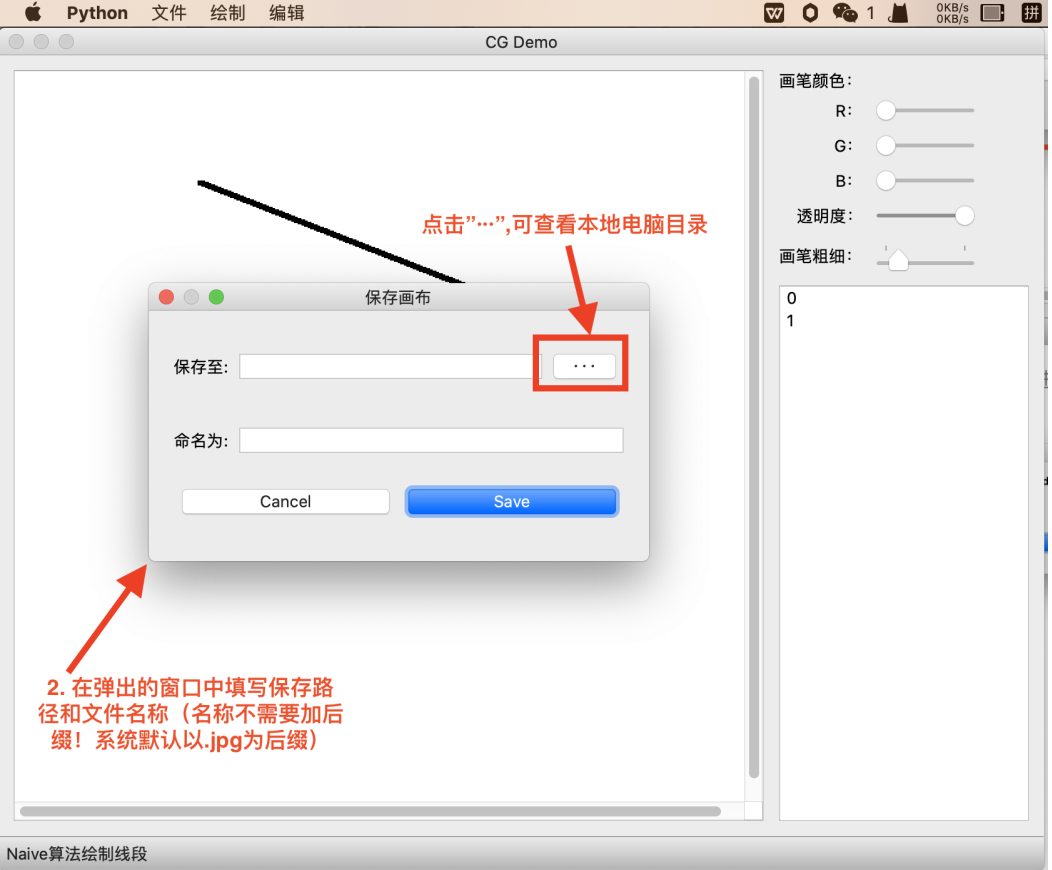 Python 文件 绘制 编辑 1 0KB/s 拼
0KB/s
CG Demo
画笔颜色:
R:
G:
B:
透明度:
画笔粗细:
0
1
点击”···”,可查看本地电脑目录
保存画布
保存至: ···
命名为:
Cancel Save
2. 在弹出的窗口中填写保存路
径和文件名称（名称不需要加后
缀！系统默认以.jpg为后缀）
Naive算法绘制线段